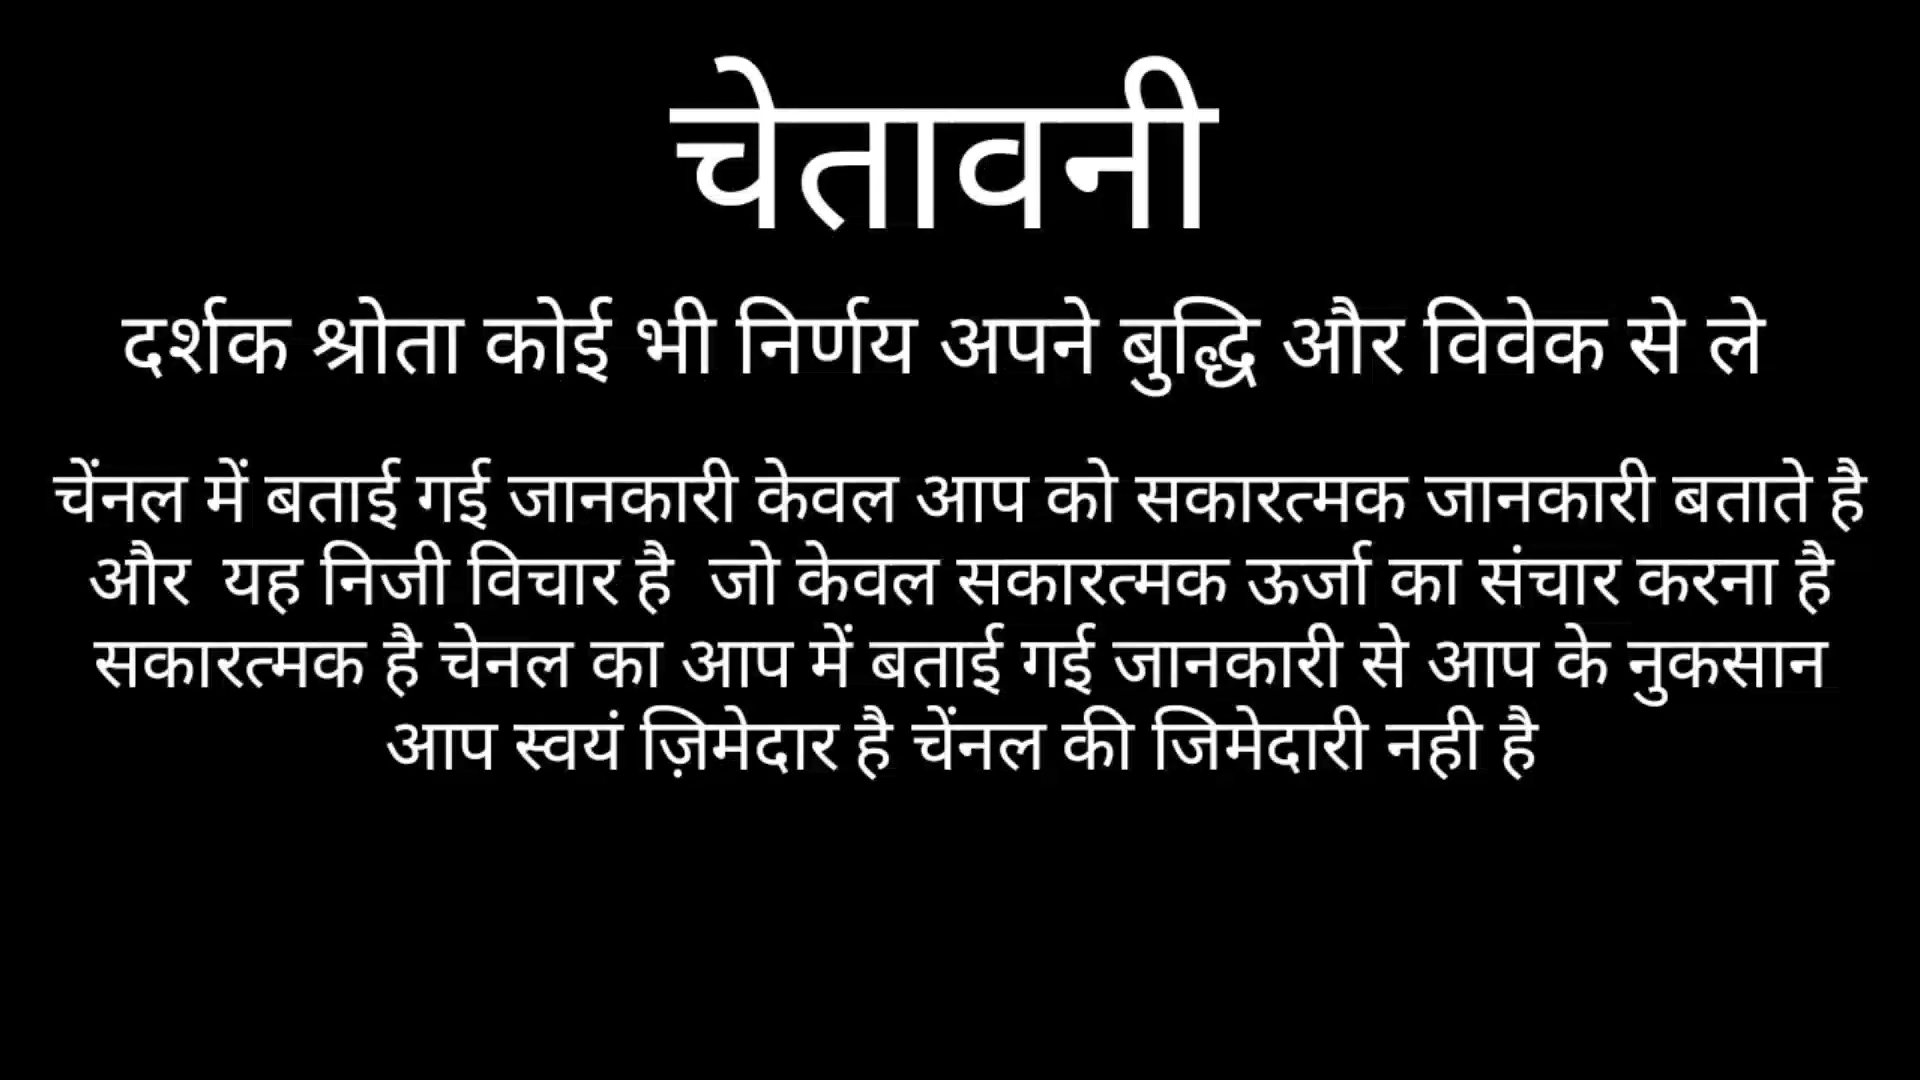 चेतावनी
दर्शक श्रोता कोई भी निर्णय अपने बुद्धि और विवेक से ले
चेंनल में बताई गई जानकारी केवल आप को सकारत्मक जानकारी बताते है
और यह निजी विचार है जो केवल सकारत्मक ऊर्जा का संचार करना है
सकारत्मक है चेनल का आप में बताई गई जानकारी से आप के नुकसान
आप स्वयं ज़िमेदार है चेंनल की जिमेदारी नही है